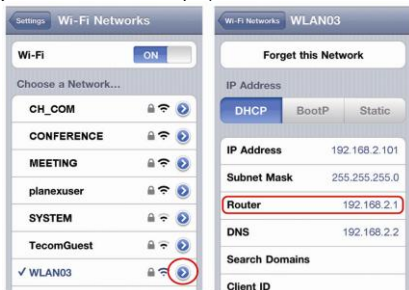 Settings
Wi-Fi Networks
Wi-Fi
ON
Choose a Network...
CH_COM
CONFERENCE
MEETING
planexuser
SYSTEM
TecomGuest
WLAN03
Wi-Fi Networks
WLAN03
Forget this Network
IP Address
DHCP
BootP
Static
IP Address 192.168.2.101
Subnet Mask 255.255.255.0
Router 192.168.2.1
DNS 192.168.2.2
Search Domains
Client ID